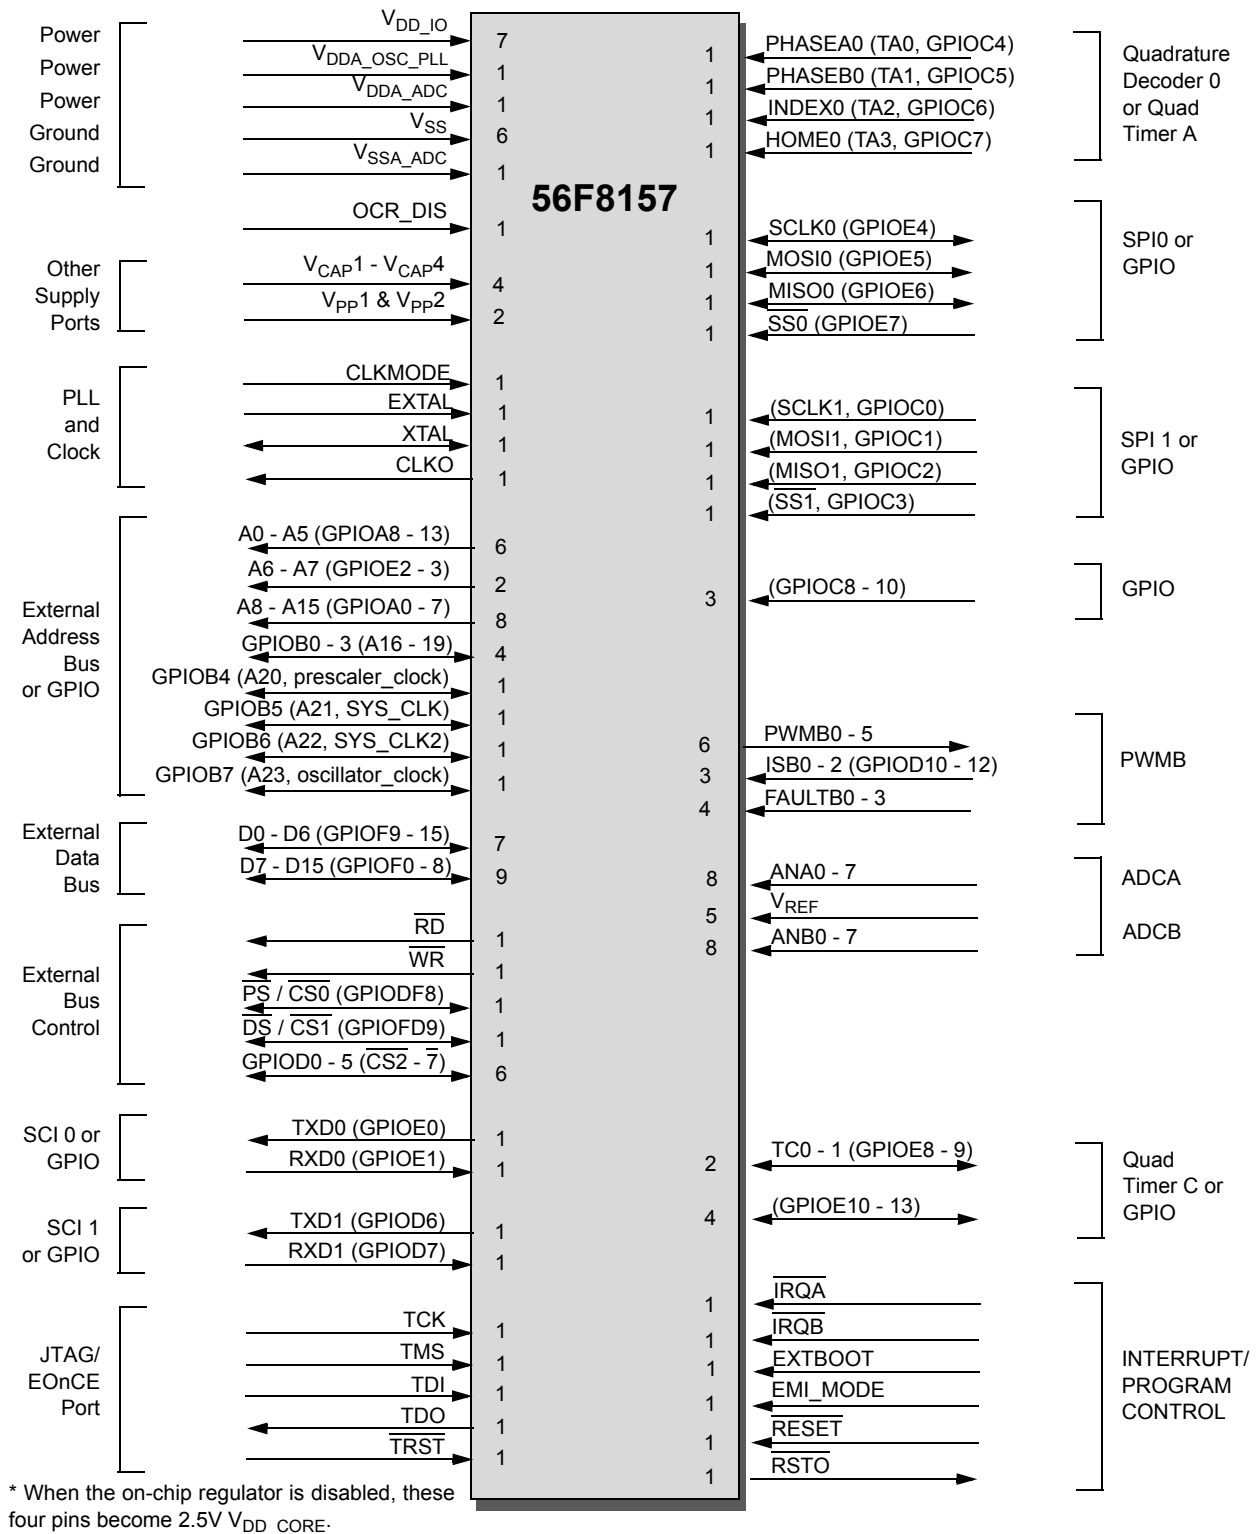 56F8157
Power
Power
Power
Ground
Ground
V_DD_IO 7
V_DDA_OSC_PLL 1
V_DDA_ADC 1
V_SS 6
V_SSA_ADC 1
Other
Supply
Ports
OCR_DIS 1
V_CAP1 - V_CAP4 4
V_PP1 & V_PP2 2
PLL
and
Clock
CLKMODE 1
EXTAL 1
XTAL 1
CLKO 1
External
Address
Bus
or GPIO
A0 - A5 (GPIOA8 - 13) 6
A6 - A7 (GPIOE2 - 3) 2
A8 - A15 (GPIOA0 - 7) 8
GPIOB0 - 3 (A16 - 19) 4
GPIOB4 (A20, prescaler_clock) 1
GPIOB5 (A21, SYS_CLK) 1
GPIOB6 (A22, SYS_CLK2) 1
GPIOB7 (A23, oscillator_clock) 1
External
Data
Bus
D0 - D6 (GPIOF9 - 15) 7
D7 - D15 (GPIOF0 - 8) 9
External
Bus
Control
RD 1
WR 1
PS / CS0 (GPIODF8) 1
DS / CS1 (GPIOFD9) 1
GPIOD0 - 5 (CS2 - 7) 6
SCI 0 or
GPIO
TXD0 (GPIOE0) 1
RXD0 (GPIOE1) 1
SCI 1
or GPIO
TXD1 (GPIOD6) 1
RXD1 (GPIOD7) 1
JTAG/
EOnCE
Port
TCK 1
TMS 1
TDI 1
TDO 1
TRST 1
1 PHASEA0 (TA0, GPIOC4)
1 PHASEB0 (TA1, GPIOC5)
1 INDEX0 (TA2, GPIOC6)
1 HOME0 (TA3, GPIOC7)
Quadrature
Decoder 0
or Quad
Timer A
1 SCLK0 (GPIOE4)
1 MOSI0 (GPIOE5)
1 MISO0 (GPIOE6)
1 SS0 (GPIOE7)
SPI0 or
GPIO
1 (SCLK1, GPIOC0)
1 (MOSI1, GPIOC1)
1 (MISO1, GPIOC2)
1 (SS1, GPIOC3)
SPI 1 or
GPIO
3 (GPIOC8 - 10)
GPIO
6 PWMB0 - 5
3 ISB0 - 2 (GPIOD10 - 12)
4 FAULTB0 - 3
PWMB
8 ANA0 - 7
5 V_REF
8 ANB0 - 7
ADCA
ADCB
2 TC0 - 1 (GPIOE8 - 9)
4 (GPIOE10 - 13)
Quad
Timer C or
GPIO
1 IRQA
1 IRQB
1 EXTBOOT
1 EMI_MODE
1 RESET
1 RSTO
INTERRUPT/
PROGRAM
CONTROL
* When the on-chip regulator is disabled, these
four pins become 2.5V V_DD_CORE.